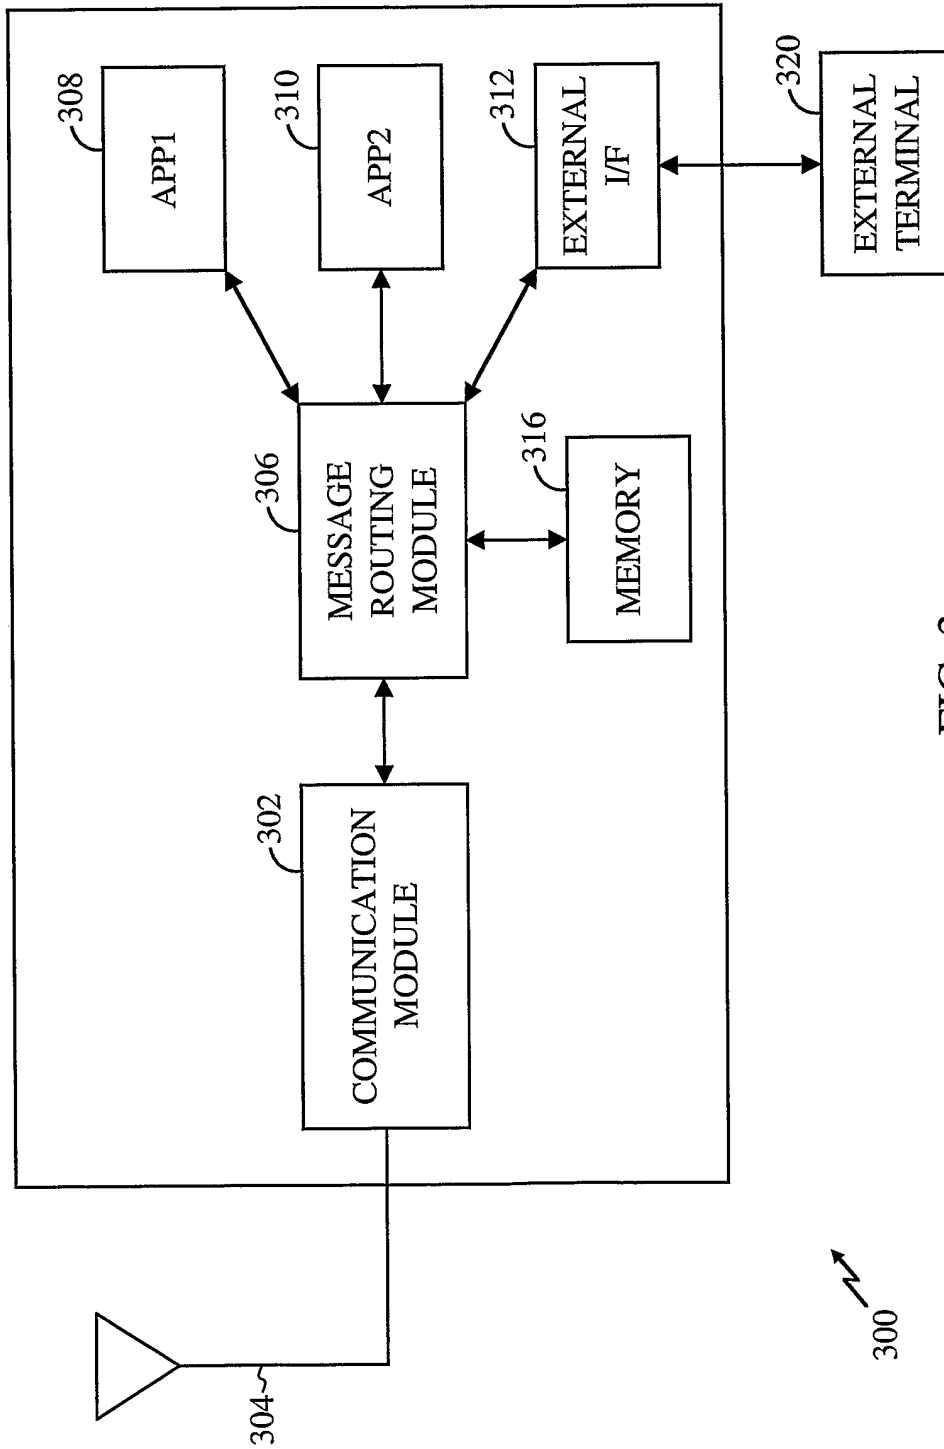 304
308
APP1
302
COMMUNICATION
MODULE
306
MESSAGE
ROUTING
MODULE
310
APP2
316
MEMORY
312
EXTERNAL
I/F
300
320
EXTERNAL
TERMINAL
FIG.